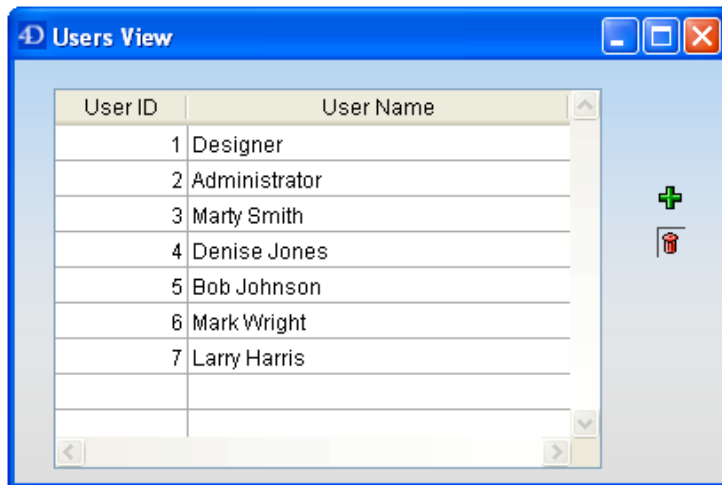 4D Users View
User ID User Name
1 Designer
2 Administrator
3 Marty Smith
4 Denise Jones
5 Bob Johnson
6 Mark Wright
7 Larry Harris